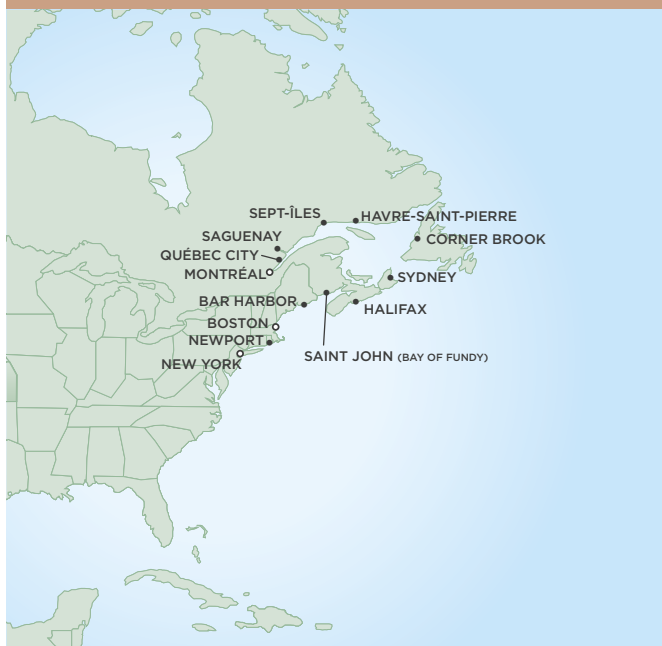 SEPT-ÎLES
HAVRE-SAINT-PIERRE
SAGUENAY
CORNER BROOK
QUÉBEC CITY
MONTRÉAL
SYDNEY
BAR HARBOR
HALIFAX
BOSTON
NEWPORT
SAINT JOHN (BAY OF FUNDY)
NEW YORK